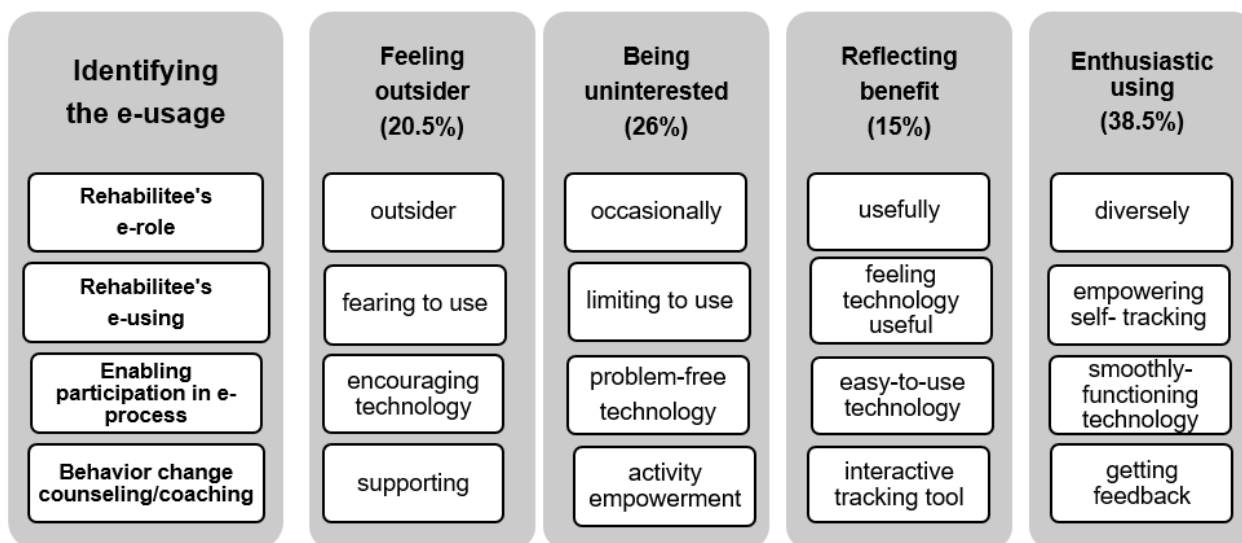 Identifying
the e-usage
Feeling
outsider
(20.5%)
Being
uninterested
(26%)
Reflecting
benefit
(15%)
Enthusiastic
using
(38.5%)
Rehabilitee's
e-role
outsider
occasionally
usefully
diversely
Rehabilitee's
e-using
fearing to use
limiting to use
feeling
technology
useful
empowering
self- tracking
Enabling
participation in e-
process
encouraging
technology
problem-free
technology
easy-to-use
technology
smoothly-
functioning
technology
Behavior change
counseling/coaching
supporting
activity
empowerment
interactive
tracking tool
getting
feedback